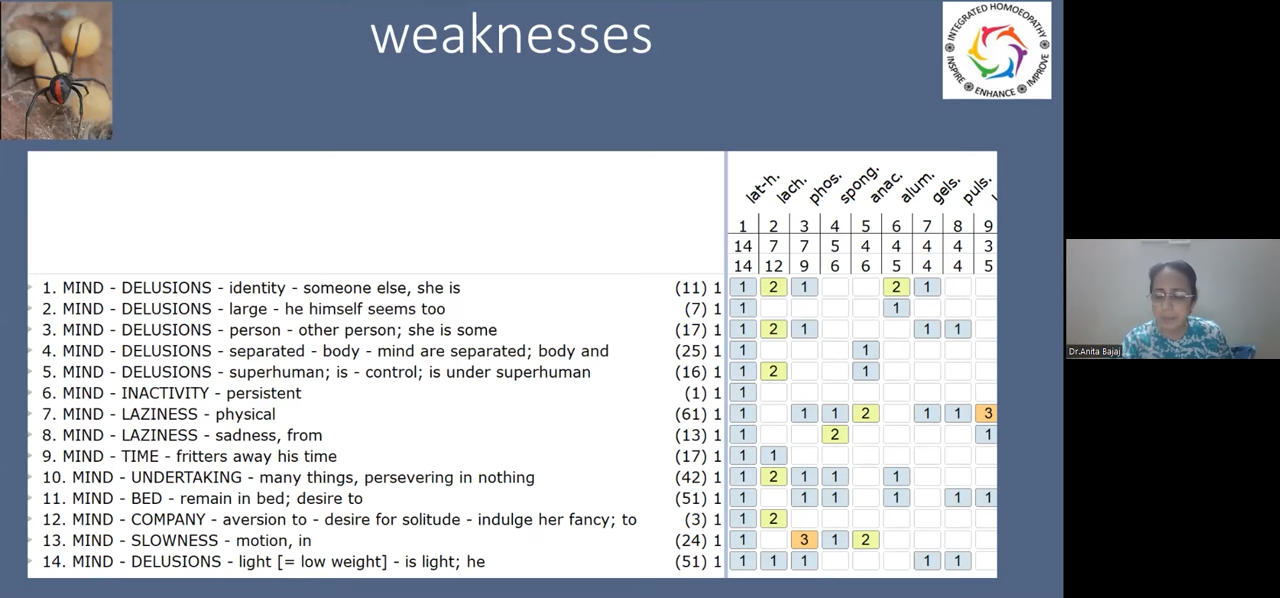 weaknesses
INTEGRATED HOMOEOPATHY
INSPIRE ENHANCE IMPROVE
lat-h. lach. phos. spong. anac. alum. gels. puls.
1 2 3 4 5 6 7 8 9
14 7 7 5 4 4 4 4 3
14 12 9 6 6 5 4 4 5
1. MIND - DELUSIONS - identity - someone else, she is (11) 1 1 2 1 2 1
2. MIND - DELUSIONS - large - he himself seems too (7) 1 1 1
3. MIND - DELUSIONS - person - other person; she is some (17) 1 1 2 1 1 1
4. MIND - DELUSIONS - separated - body - mind are separated; body and (25) 1 1 1
5. MIND - DELUSIONS - superhuman; is - control; is under superhuman (16) 1 1 2 1
6. MIND - INACTIVITY - persistent (1) 1 1
7. MIND - LAZINESS - physical (61) 1 1 1 1 2 1 1 3
8. MIND - LAZINESS - sadness, from (13) 1 1 2 1
9. MIND - TIME - fritters away his time (17) 1 1 1
10. MIND - UNDERTAKING - many things, persevering in nothing (42) 1 1 2 1 1 1
11. MIND - BED - remain in bed; desire to (51) 1 1 1 1 1 1 1
12. MIND - COMPANY - aversion to - desire for solitude - indulge her fancy; to (3) 1 1 2
13. MIND - SLOWNESS - motion, in (24) 1 1 3 1 2
14. MIND - DELUSIONS - light [= low weight] - is light; he (51) 1 1 1 1 1 1
Dr.Anita Bajaj